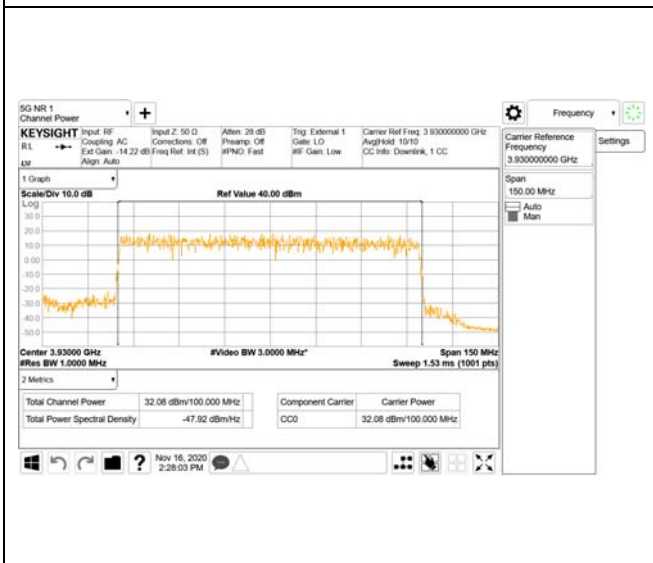 5G NR 1
Channel Power
Frequency
KEYSIGHT
Input: RF
Input Z: 50 Ω
Atten: 28 dB
Trig: External 1
Carrier Ref Freq: 3.930000000 GHz
RL
Coupling: AC
Corrections: Off
Preamp: Off
Gate: LO
Avg|Hold: 10/10
Ext Gain: -14.22 dB
Freq Ref: Int (S)
#PNO: Fast
#IF Gain: Low
CC Info: Downlink, 1 CC
Align: Auto
Carrier Reference
Frequency
3.930000000 GHz
Settings
Span
150.00 MHz
Auto
Man
1 Graph
Scale/Div 10.0 dB
Ref Value 40.00 dBm
Log
30.0
20.0
10.0
0.00
-10.0
-20.0
-30.0
-40.0
-50.0
Center 3.93000 GHz
#Video BW 3.0000 MHz*
Span 150 MHz
#Res BW 1.0000 MHz
Sweep 1.53 ms (1001 pts)
2 Metrics
Total Channel Power
32.08 dBm/100.000 MHz
Component Carrier
Carrier Power
Total Power Spectral Density
-47.92 dBm/Hz
CC0
32.08 dBm/100.000 MHz
Nov 16, 2020
2:28:03 PM